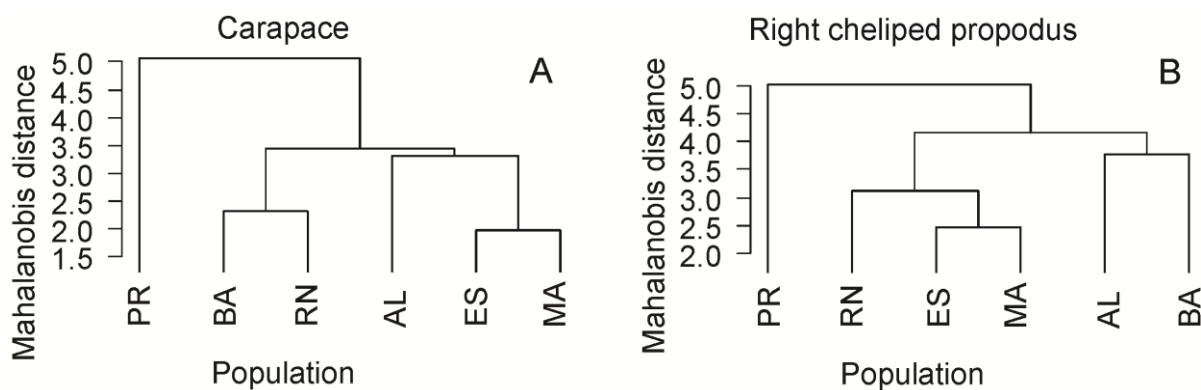 Carapace
A
Mahalanobis distance
5.0
4.5
4.0
3.5
3.0
2.5
2.0
1.5
PR BA RN AL ES MA
Population
Right cheliped propodus
B
Mahalanobis distance
5.0
4.5
4.0
3.5
3.0
2.5
2.0
PR RN ES MA AL BA
Population